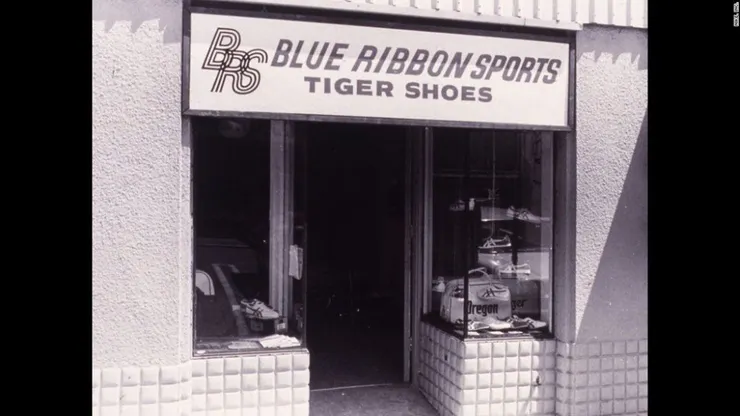 BRS BLUE RIBBON SPORTS
TIGER SHOES
Oregon